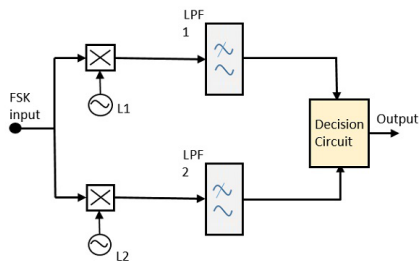 LPF
1
FSK
input
L1
Decision
Circuit
Output
LPF
2
L2